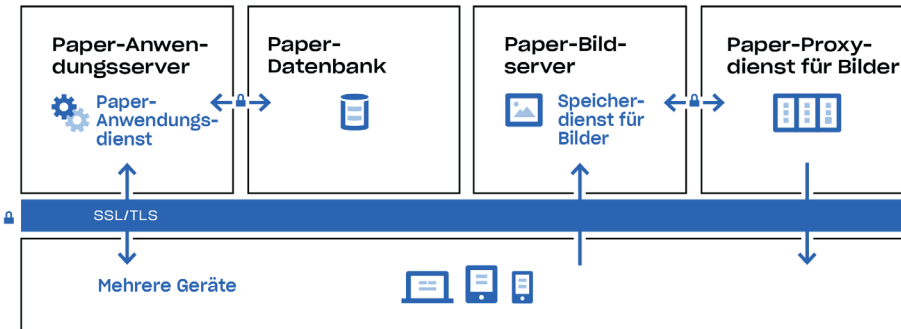 Paper-Anwen-
dungsserver
Paper-
Anwendungs-
dienst
Paper-
Datenbank
Paper-Bild-
server
Speicher-
dienst für
Bilder
Paper-Proxy-
dienst für Bilder
SSL/TLS
Mehrere Geräte